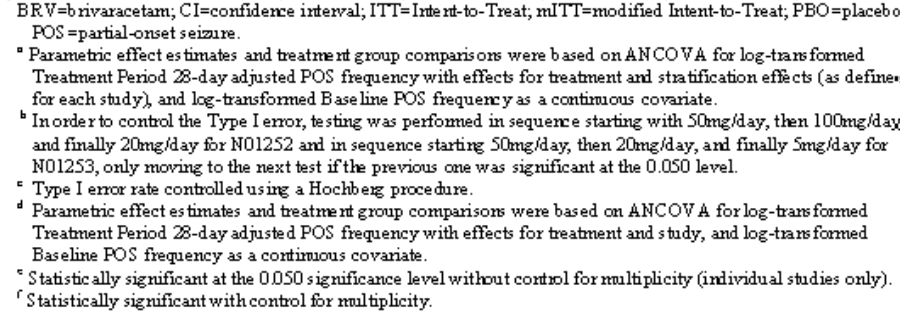 BRV=brivaracetam; CI=confidence interval; ITT=Intent-to-Treat; mITT=modified Intent-to-Treat; PBO=placebo
POS=partial-onset seizure.
a Parametric effect estimates and treatment group comparisons were based on ANCOVA for log-transformed
Treatment Period 28-day adjusted POS frequency with effects for treatment and stratification effects (as define
for each study), and log-transformed Baseline POS frequency as a continuous covariate.
b In order to control the Type I error, testing was performed in sequence starting with 50mg/day, then 100mg/day
and finally 20mg/day for N01252 and in sequence starting 50mg/day, then 20mg/day, and finally 5mg/day for
N01253, only moving to the next test if the previous one was significant at the 0.050 level.
c Type I error rate controlled using a Hochberg procedure.
d Parametric effect estimates and treatment group comparisons were based on ANCOVA for log-transformed
Treatment Period 28-day adjusted POS frequency with effects for treatment and study, and log-transformed
Baseline POS frequency as a continuous covariate.
e Statistically significant at the 0.050 significance level without control for multiplicity (individual studies only).
f Statistically significant with control for multiplicity.